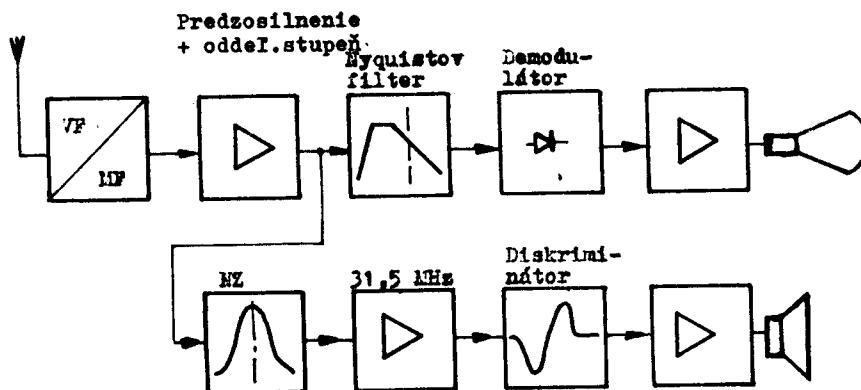 Predzosilnenie
+ oddeľ.stupeň
Nyquistov
filter
Demodu-
látor
VF
MF
NZ
31,5 MHz
Diskrimi-
nátor